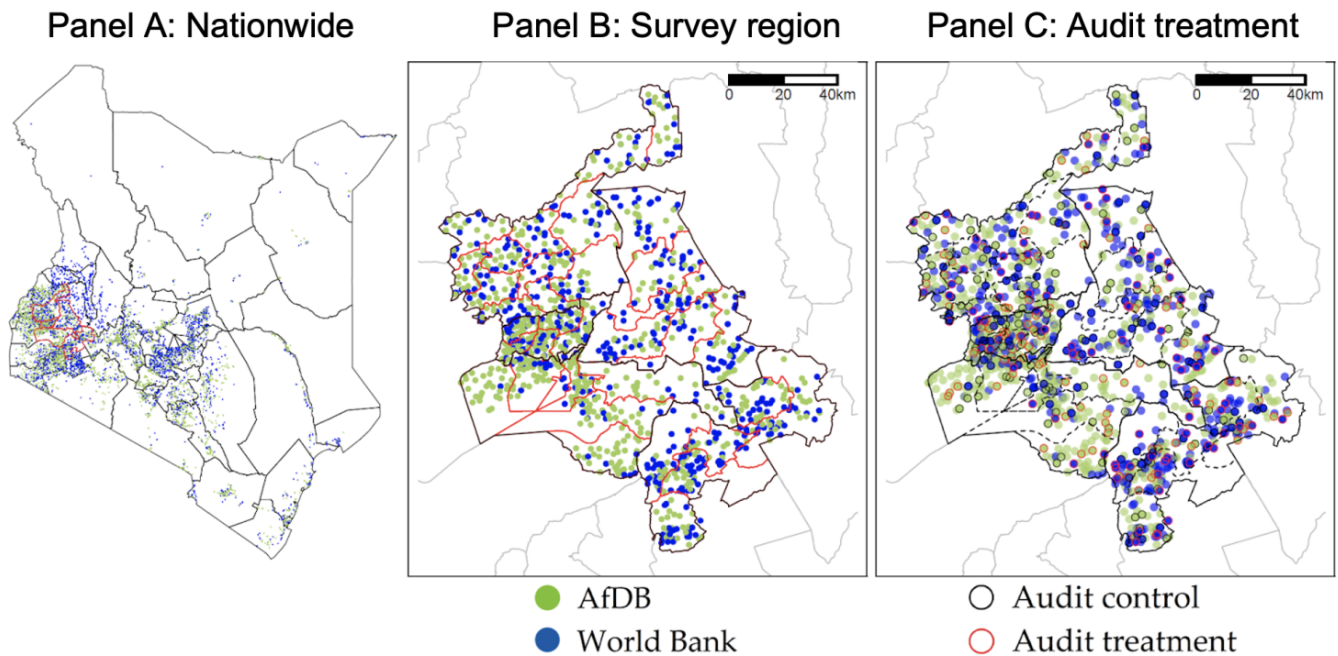 Panel A: Nationwide
Panel B: Survey region
Panel C: Audit treatment
0 20 40km
0 20 40km
AfDB
World Bank
Audit control
Audit treatment